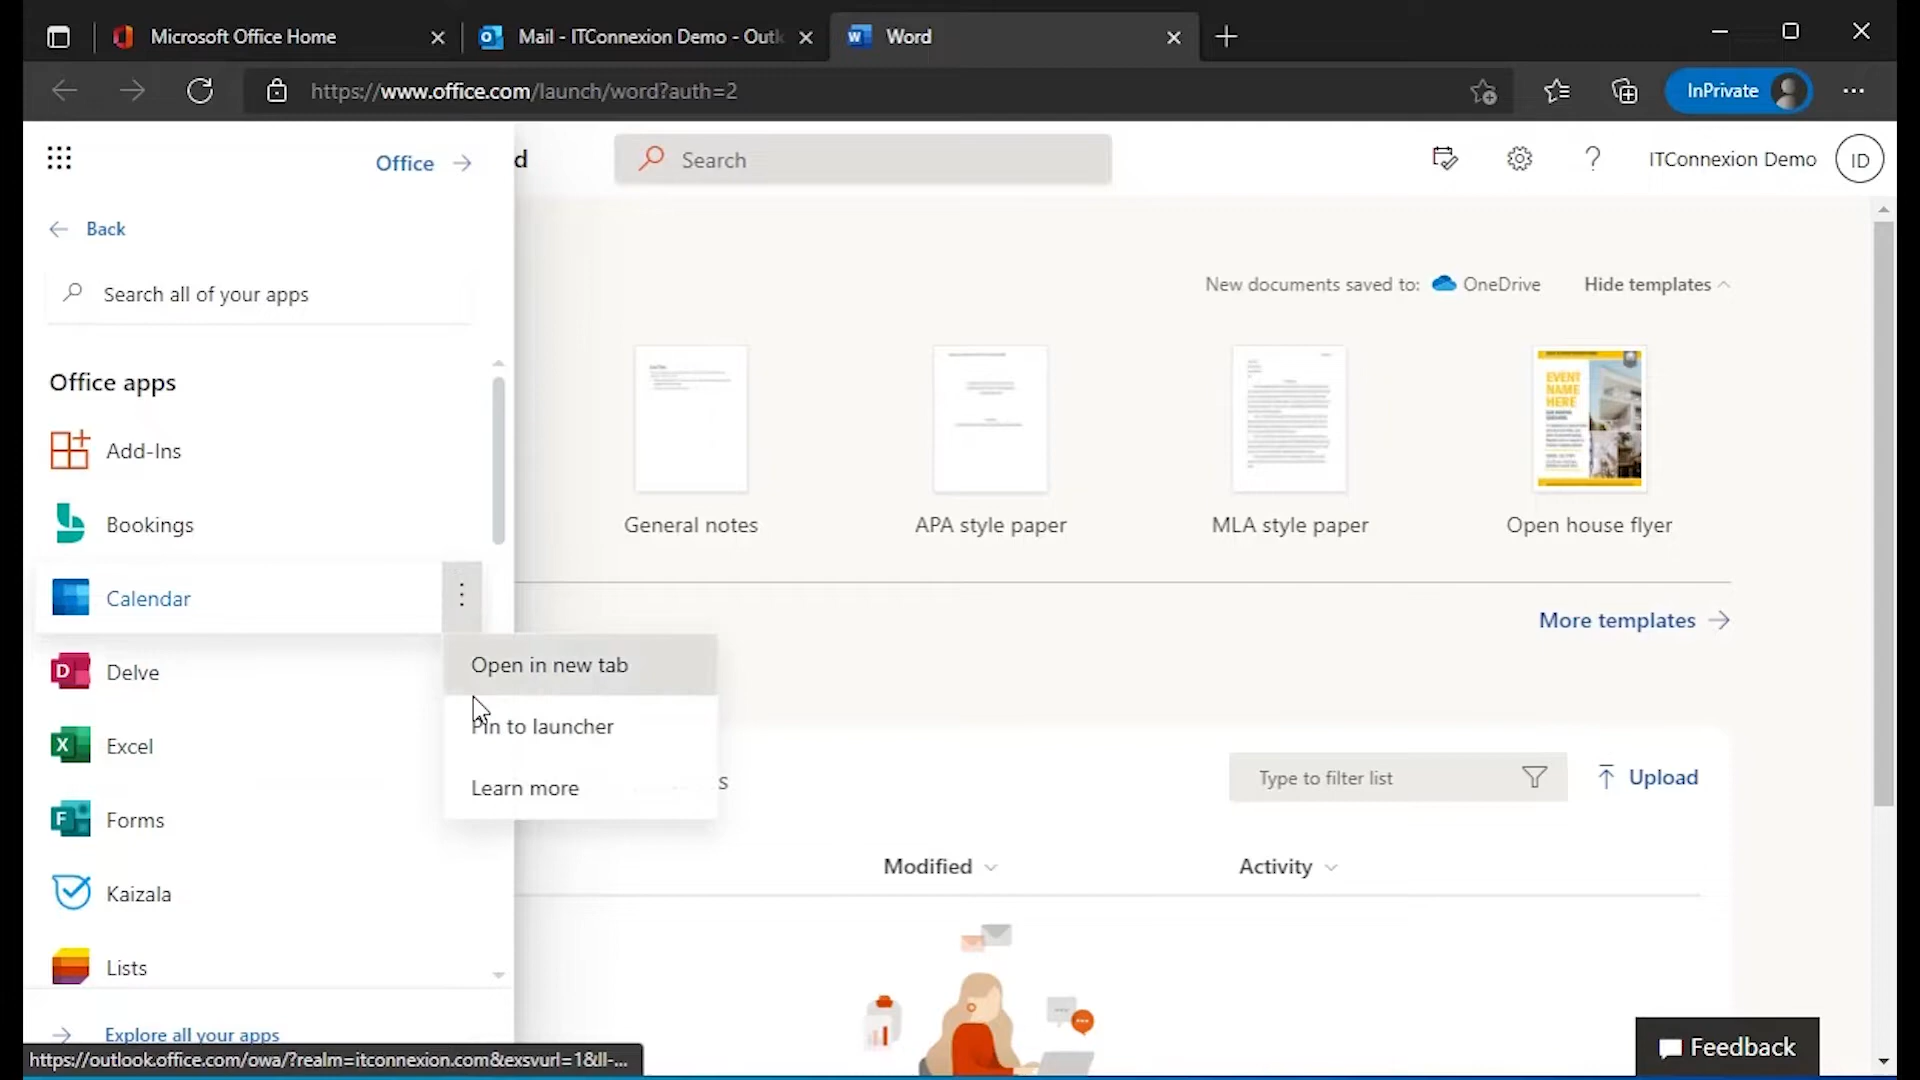 Microsoft Office Home
Mail - ITConnexion Demo - Outl
Word
https://www.office.com/launch/word?auth=2
InPrivate
Office
d
Search
ITConnexion Demo
ID
Back
Search all of your apps
New documents saved to: OneDrive
Hide templates
Office apps
Add-Ins
Bookings
Calendar
Delve
Excel
Forms
Kaizala
Lists
Explore all your apps
Open in new tab
Pin to launcher
Learn more
EVENT
NAME
HERE
General notes
APA style paper
MLA style paper
Open house flyer
More templates
s
Type to filter list
Upload
Modified
Activity
Feedback
https://outlook.office.com/owa/?realm=itconnexion.com&exsvurl=1&ll-...